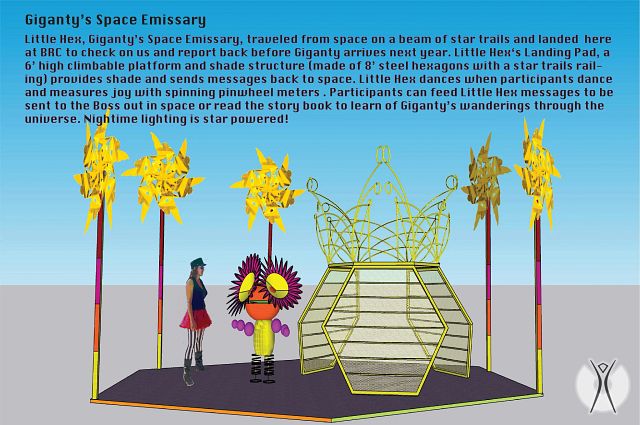 Giganty's Space Emissary
Little Hex, Giganty's Space Emissary, traveled from space on a beam of star trails and landed here
at BRC to check on us and report back before Giganty arrives next year. Little Hex's Landing Pad, a
6' high climbable platform and shade structure (made of 8' steel hexagons with a star trails rail-
ing) provides shade and sends messages back to space. Little Hex dances when participants dance
and measures joy with spinning pinwheel meters . Participants can feed Little Hex messages to be
sent to the Boss out in space or read the story book to learn of Giganty's wanderings through the
universe. Nightime lighting is star powered!